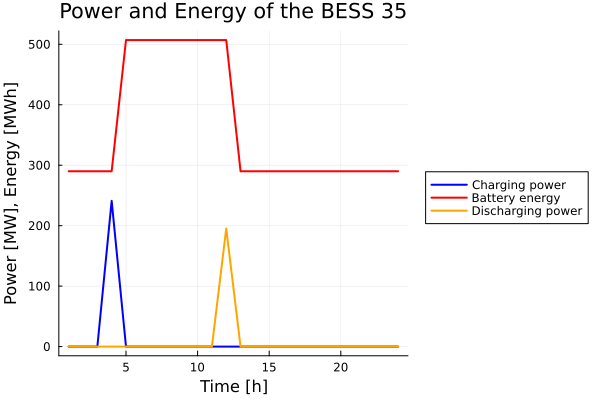 Power and Energy of the BESS 35
Power [MW], Energy [MWh]
500
400
300
200
100
0
5
10
15
20
Time [h]
Charging power
Battery energy
Discharging power